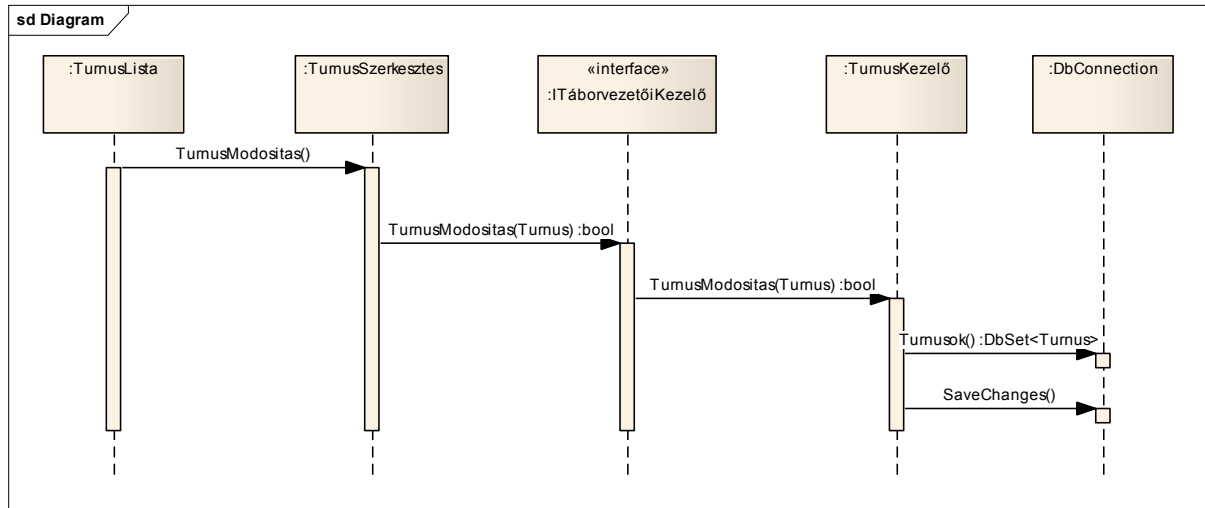 sd Diagram
:TurnusLista
:TurnusSzerkesztes
«interface»
:ITáborvezetőiKezelő
:TurnusKezelő
:DbConnection
TurnusModositas()
TurnusModositas(Turnus) :bool
TurnusModositas(Turnus) :bool
Turnusok() :DbSet<Turnus>
SaveChanges()